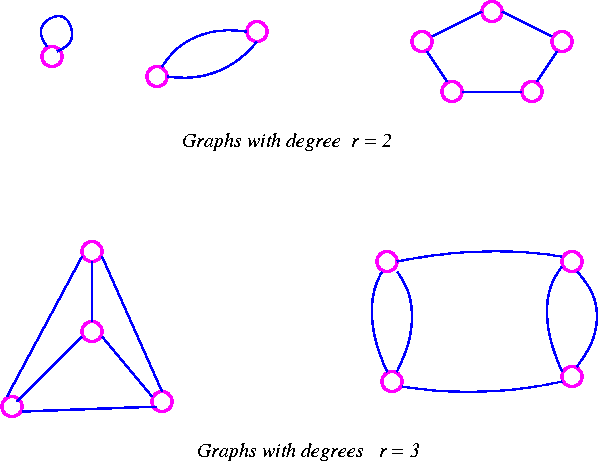 Graphs with degree r = 2
Graphs with degrees r = 3